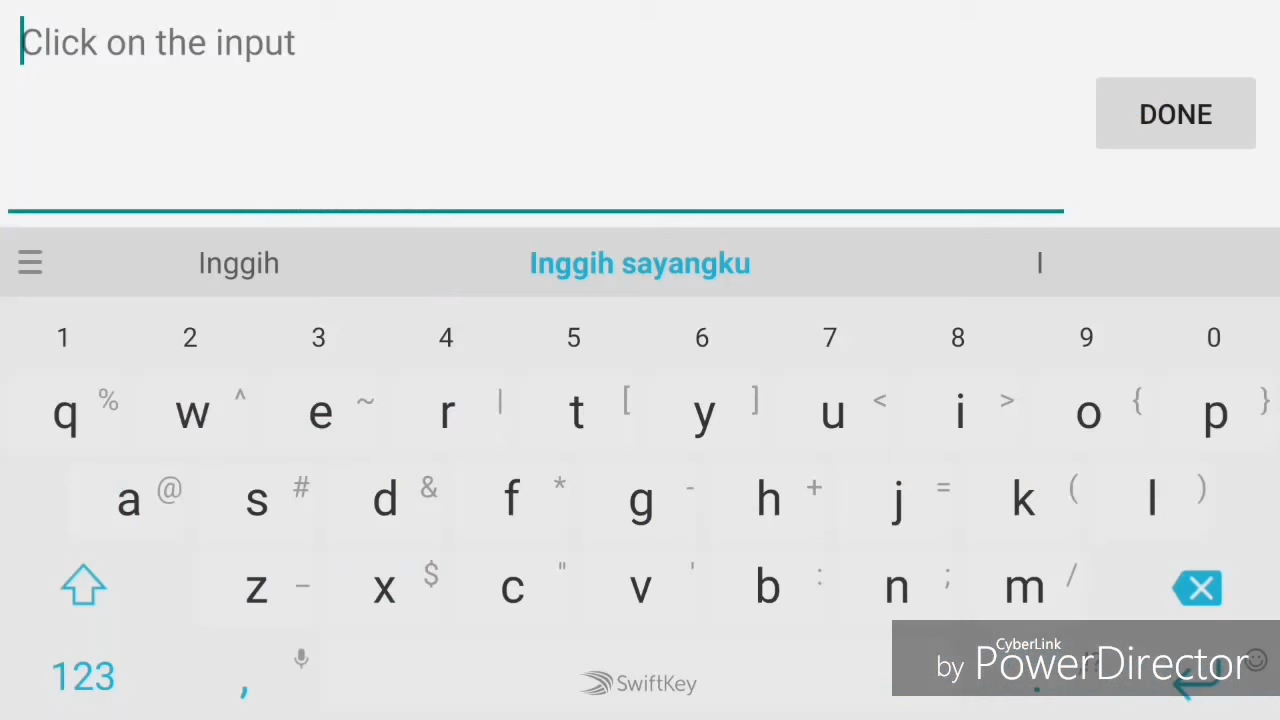 Click on the input
DONE
Inggih Inggih sayangku I
1 2 3 4 5 6 7 8 9 0
q % w ^ e ~ r | t [ y ] u < i > o { p }
a @ s # d & f * g - h + j = k ( l )
z _ x $ c " v ' b : n ; m /
123 , SwiftKey . !?
CyberLink
by PowerDirector